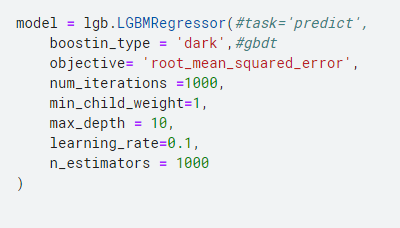 model = lgb.LGBMRegressor(#task='predict',
    boostin_type = 'dark',#gbdt
    objective= 'root_mean_squared_error',
    num_iterations =1000,
    min_child_weight=1,
    max_depth = 10,
    learning_rate=0.1,
    n_estimators = 1000
)